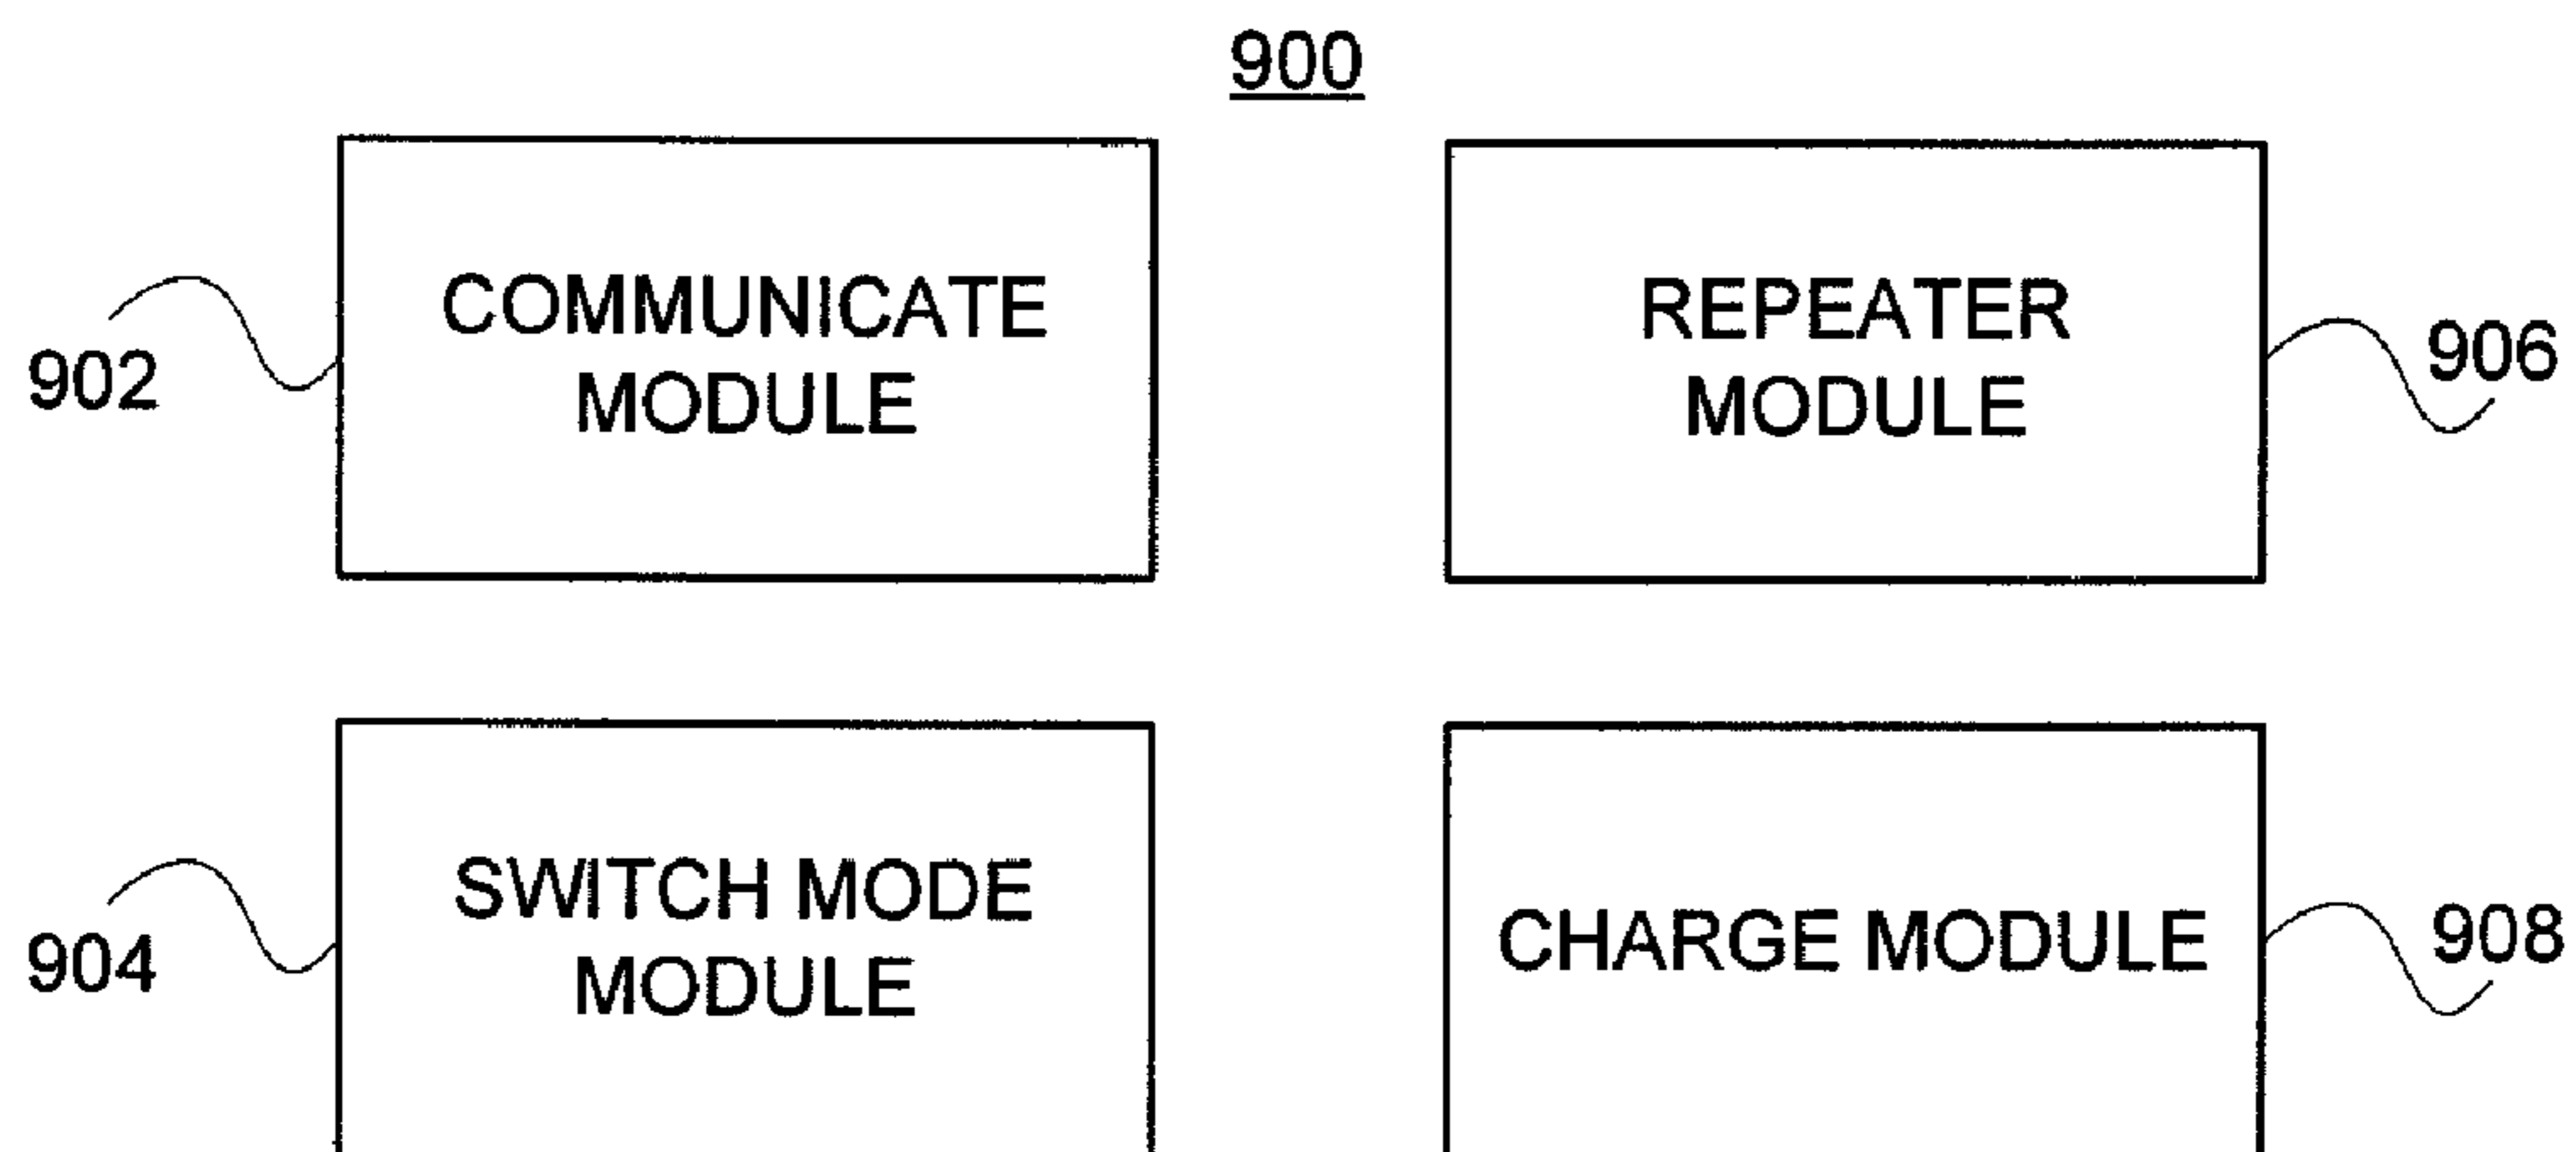 900
COMMUNICATE
MODULE
902
REPEATER
MODULE
906
SWITCH MODE
MODULE
904
CHARGE MODULE
908